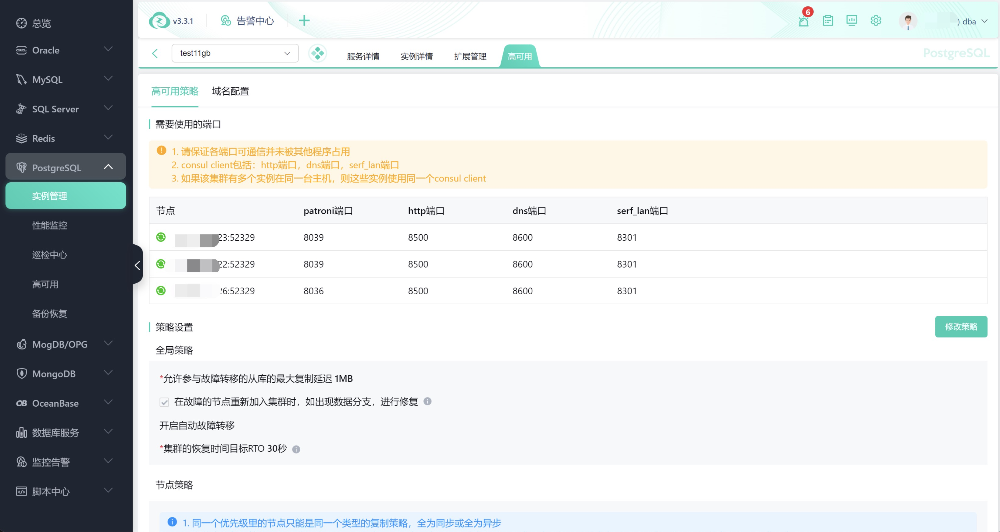 总览
Oracle
MySQL
SQL Server
Redis
PostgreSQL
实例管理
性能监控
巡检中心
高可用
备份恢复
MogDB/OPG
MongoDB
OceanBase
数据库服务
监控告警
脚本中心
v3.3.1 告警中心
6
) dba
test11gb 服务详情 实例详情 扩展管理 高可用 PostgreSQL
高可用策略 域名配置
需要使用的端口
1. 请保证各端口可通信并未被其他程序占用
2. consul client包括：http端口，dns端口，serf_lan端口
3. 如果该集群有多个实例在同一台主机，则这些实例使用同一个consul client
节点 patroni端口 http端口 dns端口 serf_lan端口
23:52329 8039 8500 8600 8301
22:52329 8039 8500 8600 8301
26:52329 8036 8500 8600 8301
策略设置 修改策略
全局策略
*允许参与故障转移的从库的最大复制延迟 1MB
在故障的节点重新加入集群时，如出现数据分支，进行修复
开启自动故障转移
*集群的恢复时间目标RTO 30秒
节点策略
1. 同一个优先级里的节点只能是同一个类型的复制策略，全为同步或全为异步